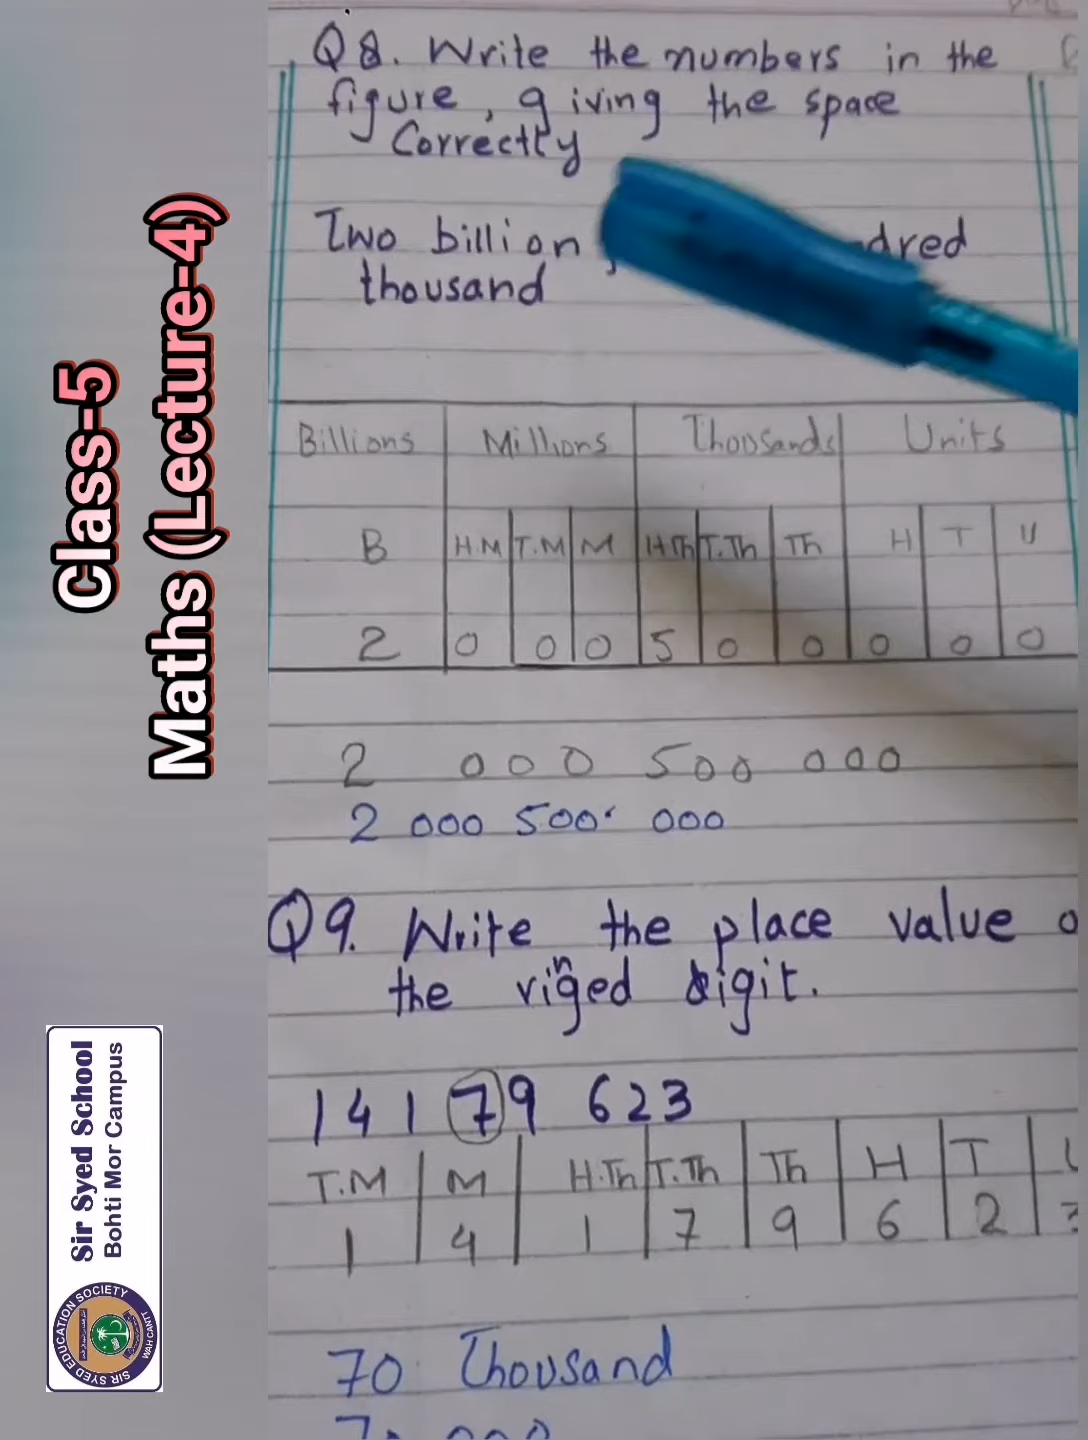 Class-5
Maths (Lecture-4)
Sir Syed School
Bohti Mor Campus
SIR SYED EDUCATION SOCIETY
WAH CANTT
Q8. Write the numbers in the
figure, giving the space
Correctly
Two billion dred
thousand
Billions Millions Thousands Units
B H.M T.M M H.Th T.Th Th H T U
2 0 0 0 5 0 0 0 0 0
2 000 500 000
2 000 500 000
Q9. Write the place value o
the ringed digit.
141 79 623
T.M M H.Th T.Th Th H T
1 4 1 7 9 6 2
70 Thousand